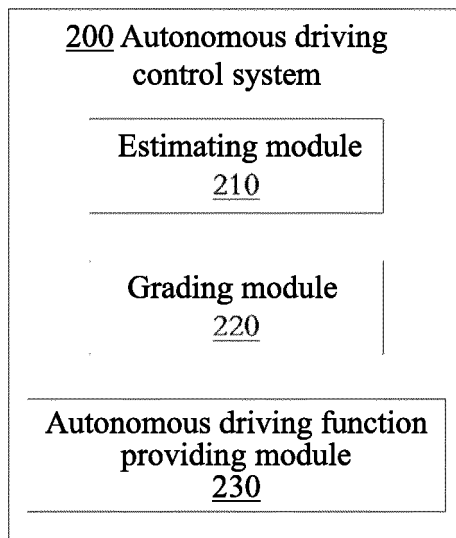 200 Autonomous driving
control system
Estimating module
210
Grading module
220
Autonomous driving function
providing module
230